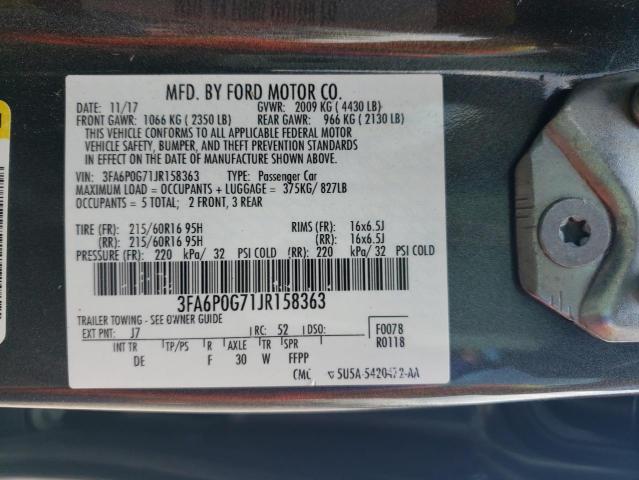 MFD. BY FORD MOTOR CO.
DATE: 11/17 GVWR: 2009 KG ( 4430 LB)
FRONT GAWR: 1066 KG ( 2350 LB) REAR GAWR: 966 KG ( 2130 LB)
THIS VEHICLE CONFORMS TO ALL APPLICABLE FEDERAL MOTOR
VEHICLE SAFETY, BUMPER, AND THEFT PREVENTION STANDARDS
IN EFFECT ON THE DATE OF MANUFACTURE SHOWN ABOVE.
VIN: 3FA6P0G71JR158363 TYPE: Passenger Car
MAXIMUM LOAD = OCCUPANTS + LUGGAGE = 375KG/ 827LB
OCCUPANTS = 5 TOTAL; 2 FRONT, 3 REAR
TIRE (FR): 215/60R16 95H RIMS (FR): 16x6.5J
(RR): 215/60R16 95H (RR): 16x6.5J
PRESSURE (FR): 220 kPa/ 32 PSI COLD (RR): 220 kPa/ 32 PSI COLD
3FA6P0G71JR158363
TRAILER TOWING - SEE OWNER GUIDE
EXT PNT: J7 RC: 52 DSO: F0078
INT TR TP/PS R AXLE TR SPR R0118
DE F 30 W FFPP
CMC 5U5A-5420472-AA